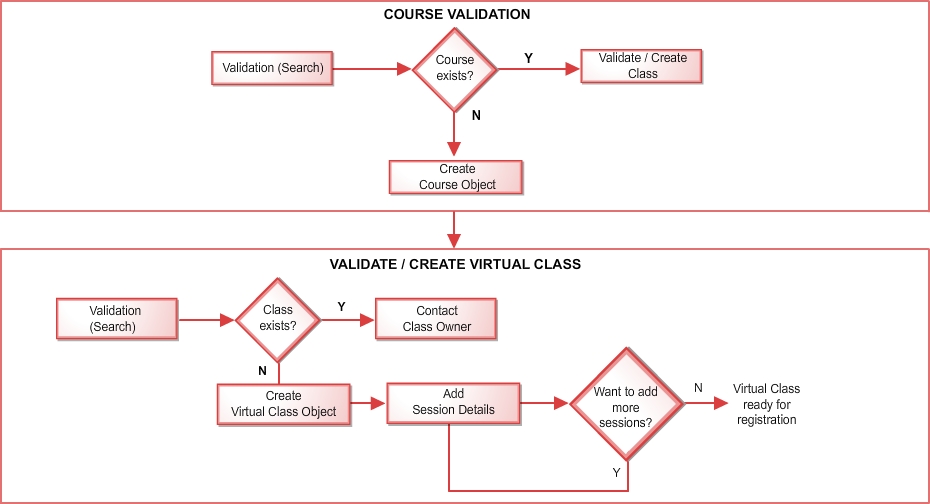 COURSE VALIDATION
Validation (Search)
Course
exists?
Y
Validate / Create
Class
N
Create
Course Object
VALIDATE / CREATE VIRTUAL CLASS
Validation
(Search)
Class
exists?
Y
Contact
Class Owner
N
Create
Virtual Class Object
Add
Session Details
Want to add
more
sessions?
N
Virtual Class
ready for
registration
Y